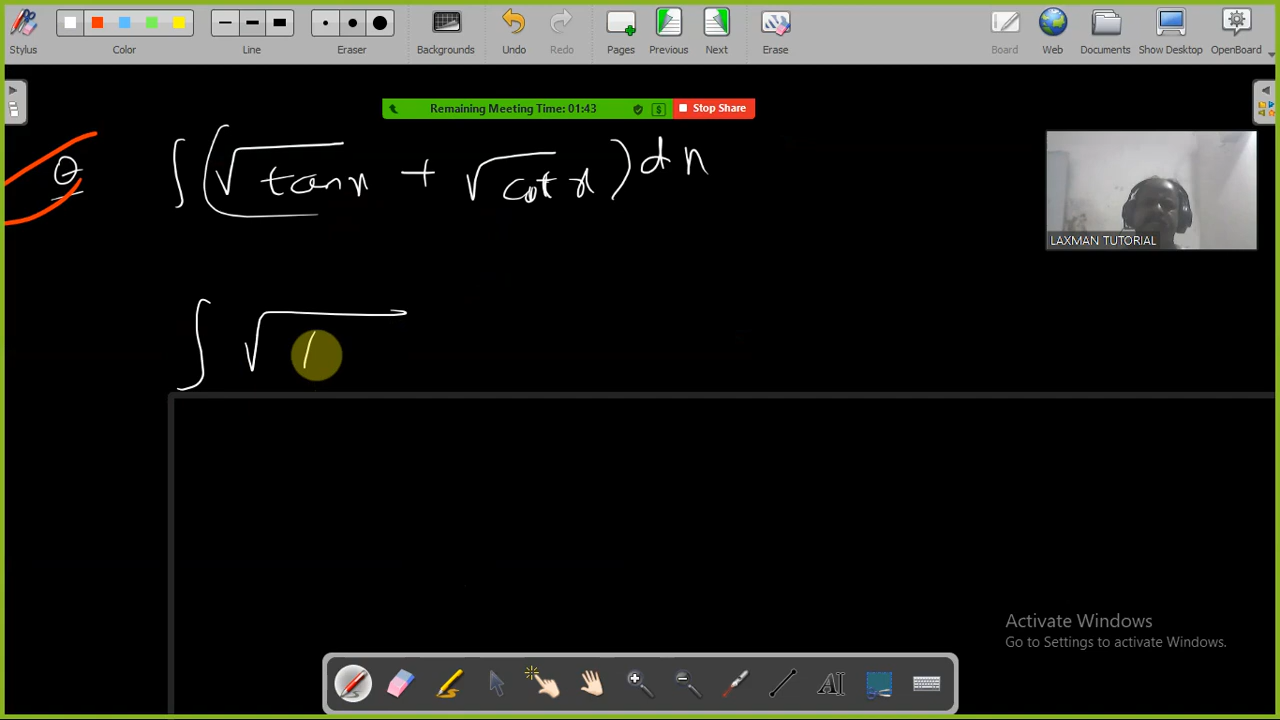 Stylus Color Line Eraser Backgrounds Undo Redo Pages Previous Next Erase Board Web Documents Show Desktop OpenBoard
Remaining Meeting Time: 01:43 $ Stop Share
Q ∫(√tanx + √cotx)dx
LAXMAN TUTORIAL
∫ √
Activate Windows
Go to Settings to activate Windows.